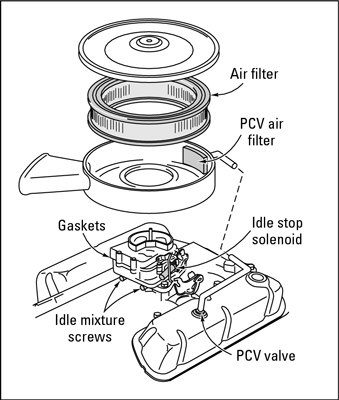 Air filter
PCV air
filter
Gaskets
Idle stop
solenoid
Idle mixture
screws
PCV valve